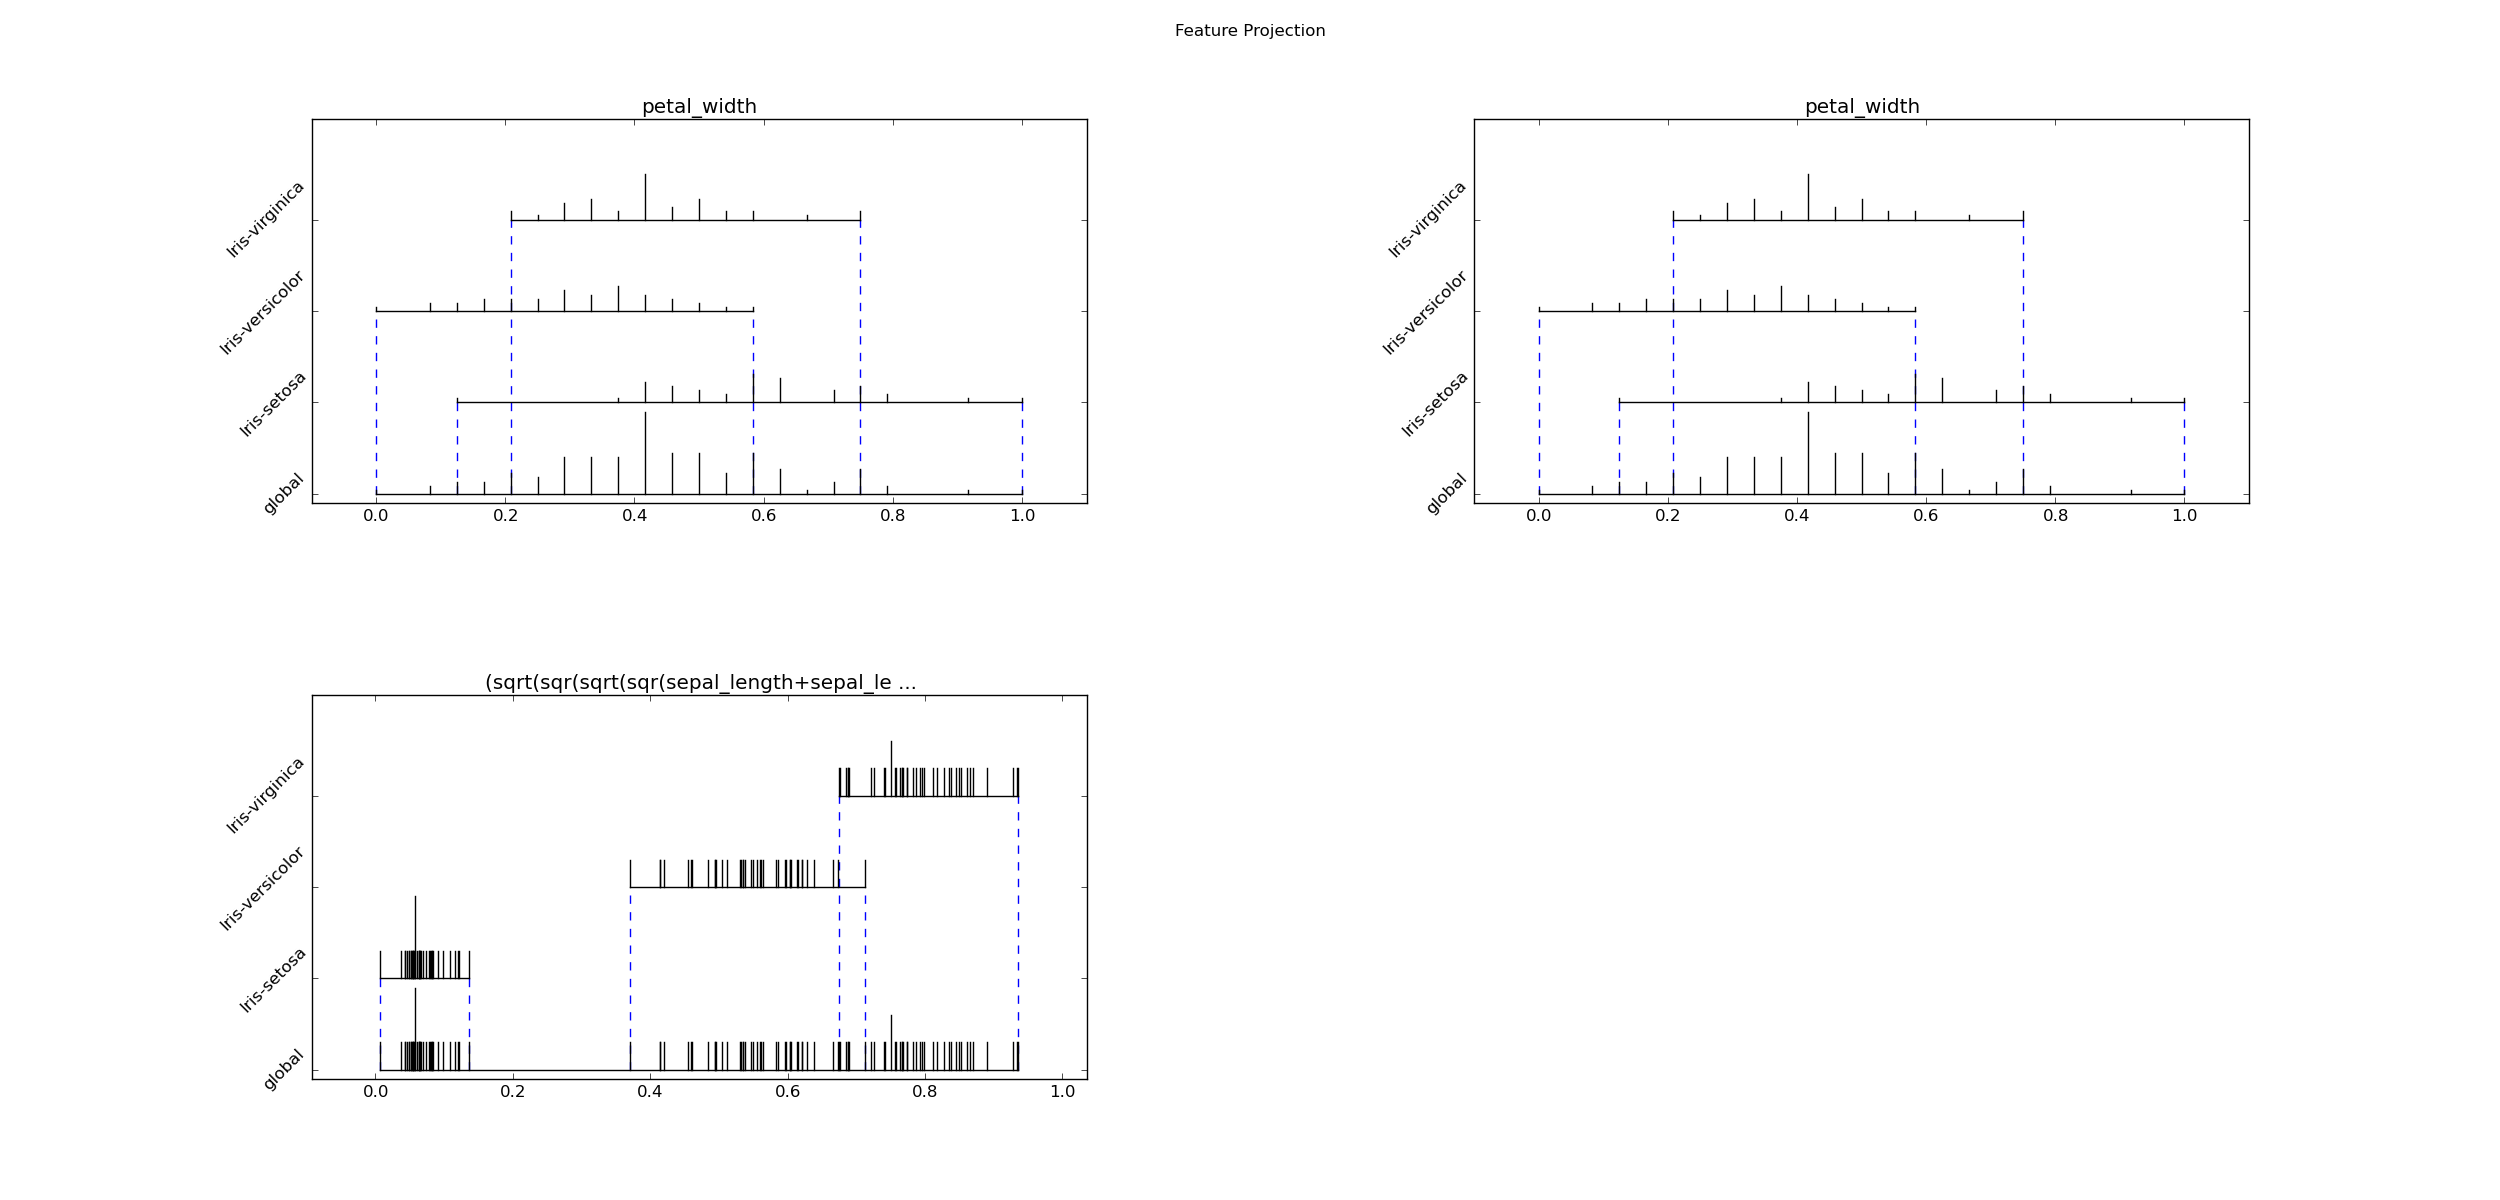 Feature Projection
petal_width
Iris-virginica
Iris-versicolor
Iris-setosa
global
0.0 0.2 0.4 0.6 0.8 1.0
petal_width
Iris-virginica
Iris-versicolor
Iris-setosa
global
0.0 0.2 0.4 0.6 0.8 1.0
(sqrt(sqr(sqrt(sqr(sepal_length+sepal_le ...
Iris-virginica
Iris-versicolor
Iris-setosa
global
0.0 0.2 0.4 0.6 0.8 1.0